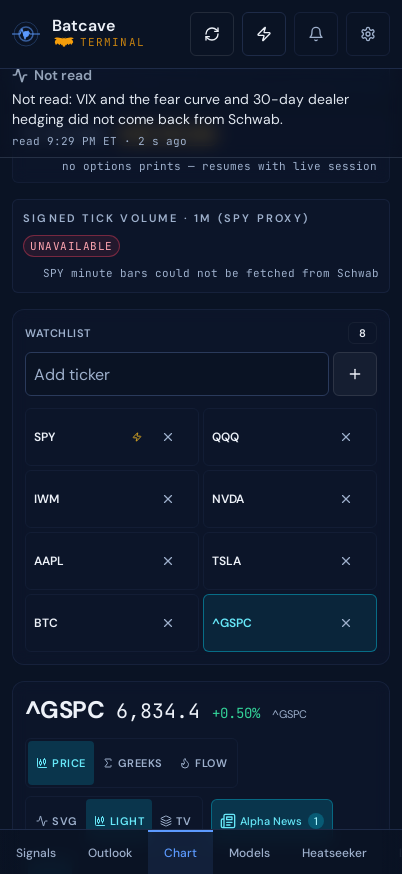 Batcave
TERMINAL
Not read
Not read: VIX and the fear curve and 30-day dealer
hedging did not come back from Schwab.
read 9:29 PM ET · 2 s ago
no options prints — resumes with live session
SIGNED TICK VOLUME · 1M (SPY PROXY)
UNAVAILABLE
SPY minute bars could not be fetched from Schwab
WATCHLIST 8
Add ticker +
SPY QQQ
IWM NVDA
AAPL TSLA
BTC ^GSPC
^GSPC 6,834.4 +0.50% ^GSPC
PRICE GREEKS FLOW
SVG LIGHT TV Alpha News 1
Signals Outlook Chart Models Heatseeker